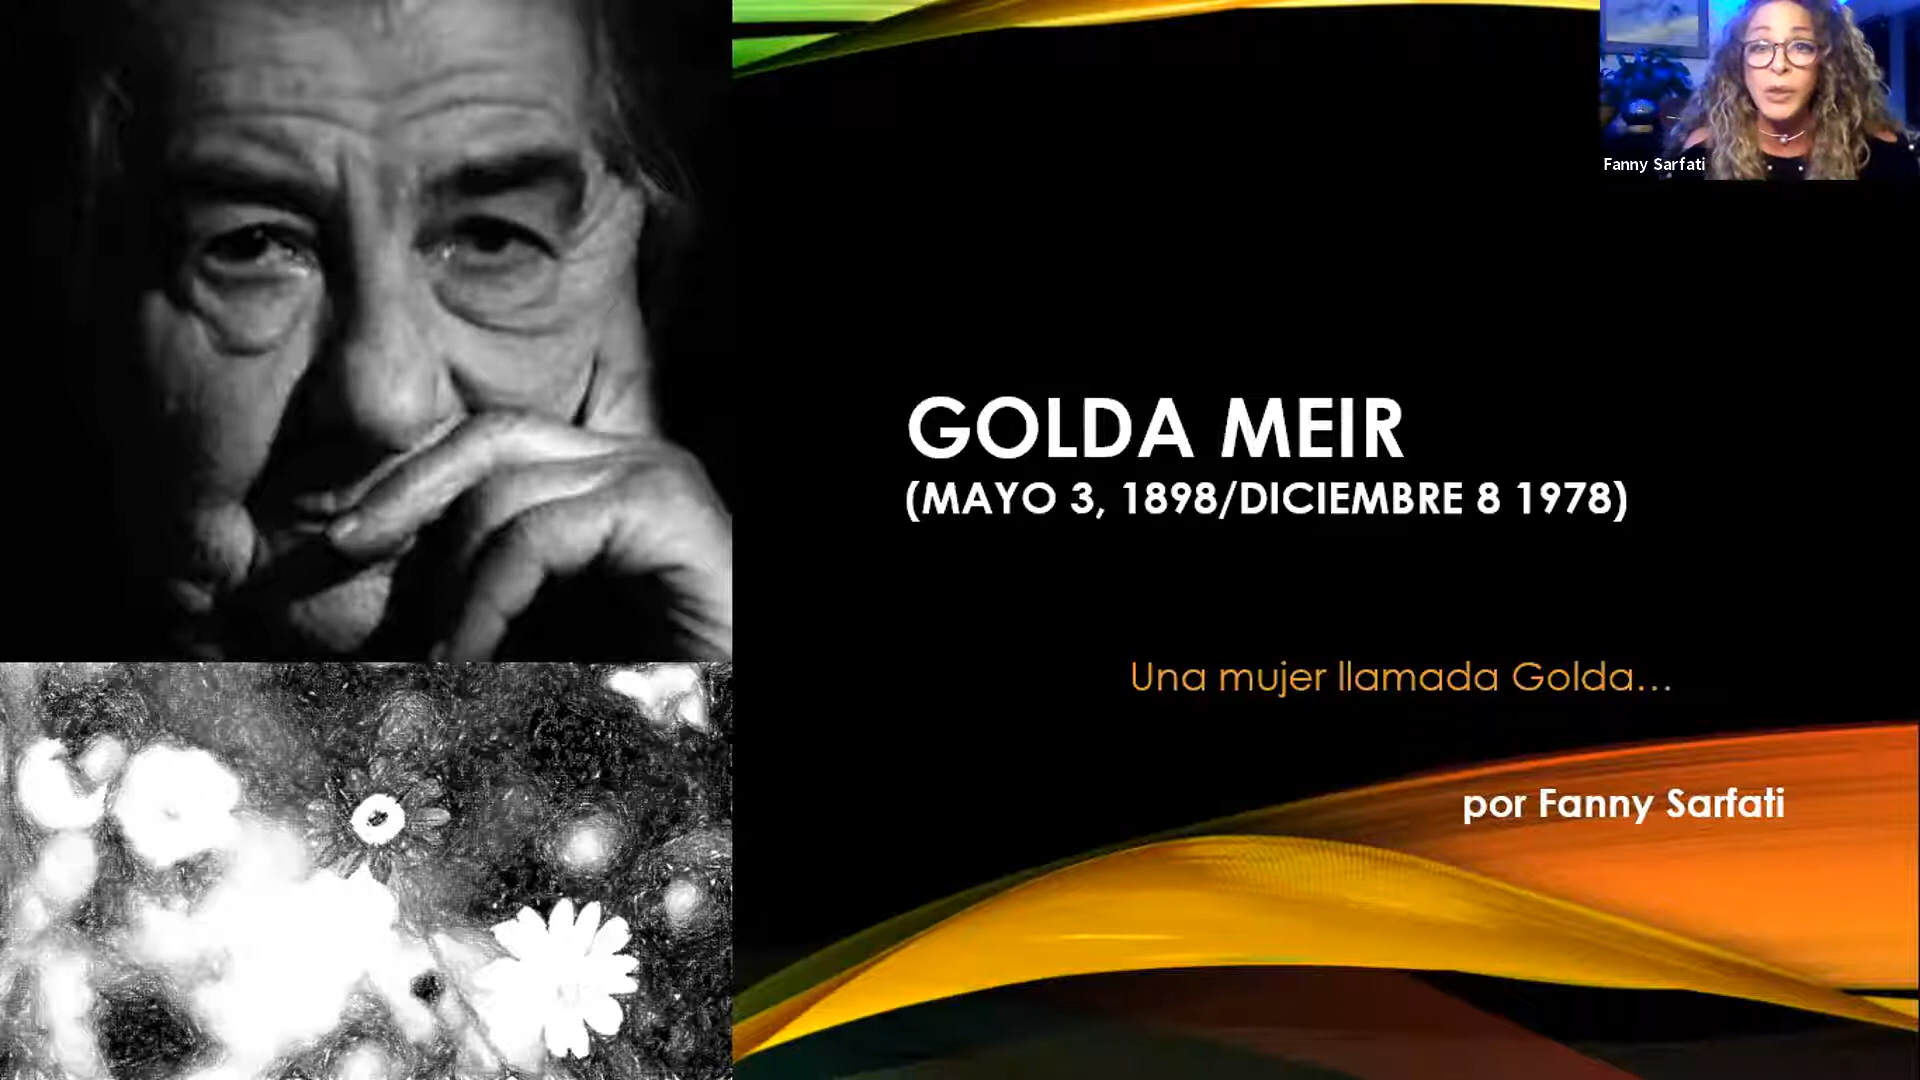 Fanny Sarfati
GOLDA MEIR
(MAYO 3, 1898/DICIEMBRE 8 1978)
Una mujer llamada Golda...
por Fanny Sarfati